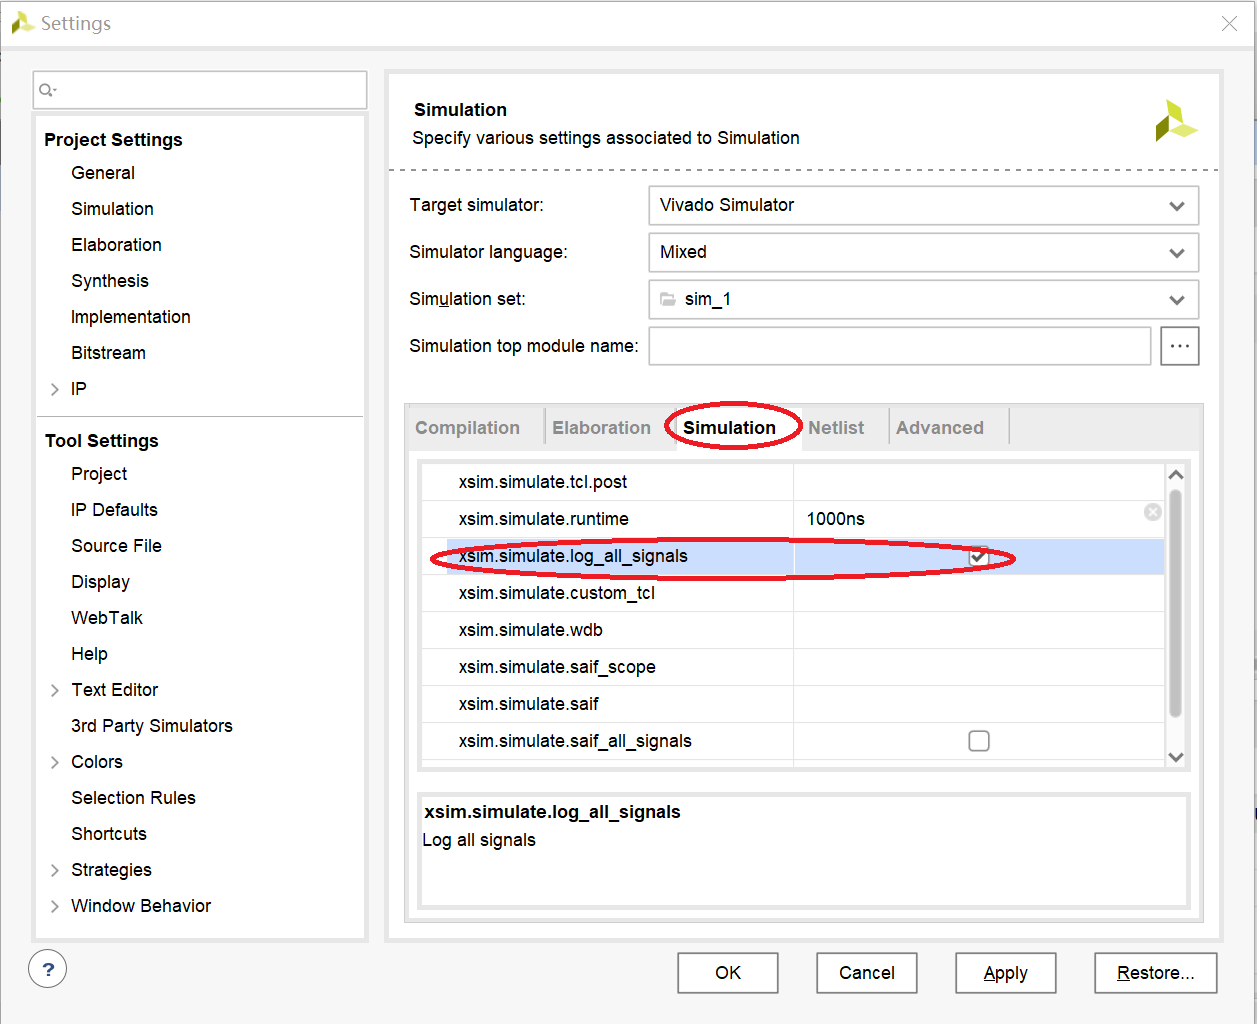 Settings
Project Settings
General
Simulation
Elaboration
Synthesis
Implementation
Bitstream
IP
Tool Settings
Project
IP Defaults
Source File
Display
WebTalk
Help
Text Editor
3rd Party Simulators
Colors
Selection Rules
Shortcuts
Strategies
Window Behavior
Simulation
Specify various settings associated to Simulation
Target simulator: Vivado Simulator
Simulator language: Mixed
Simulation set: sim_1
Simulation top module name: ...
Compilation Elaboration Simulation Netlist Advanced
xsim.simulate.tcl.post
xsim.simulate.runtime 1000ns
xsim.simulate.log_all_signals
xsim.simulate.custom_tcl
xsim.simulate.wdb
xsim.simulate.saif_scope
xsim.simulate.saif
xsim.simulate.saif_all_signals
xsim.simulate.log_all_signals
Log all signals
? OK Cancel Apply Restore...